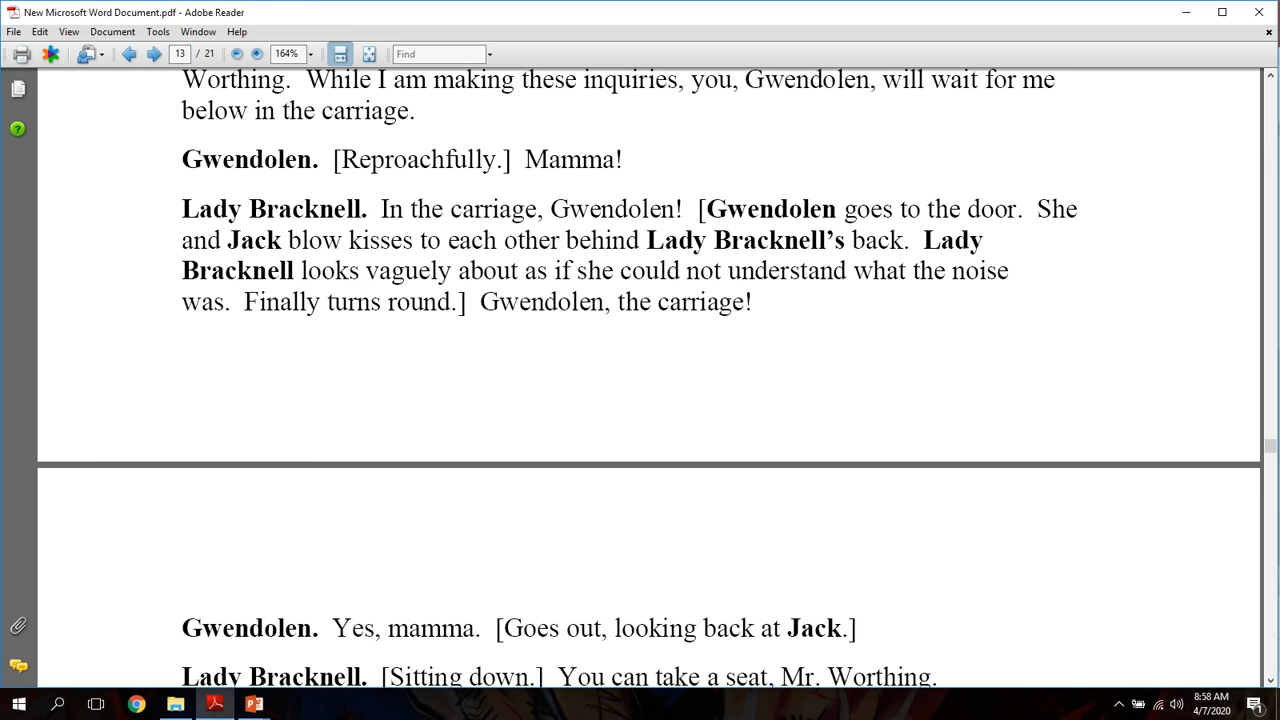 New Microsoft Word Document.pdf - Adobe Reader
File Edit View Document Tools Window Help
13 / 21 164% Find
Worthing. While I am making these inquiries, you, Gwendolen, will wait for me
below in the carriage.
Gwendolen. [Reproachfully.] Mamma!
Lady Bracknell. In the carriage, Gwendolen! [Gwendolen goes to the door. She
and Jack blow kisses to each other behind Lady Bracknell’s back. Lady
Bracknell looks vaguely about as if she could not understand what the noise
was. Finally turns round.] Gwendolen, the carriage!
Gwendolen. Yes, mamma. [Goes out, looking back at Jack.]
Lady Bracknell. [Sitting down.] You can take a seat, Mr. Worthing.
8:58 AM
4/7/2020